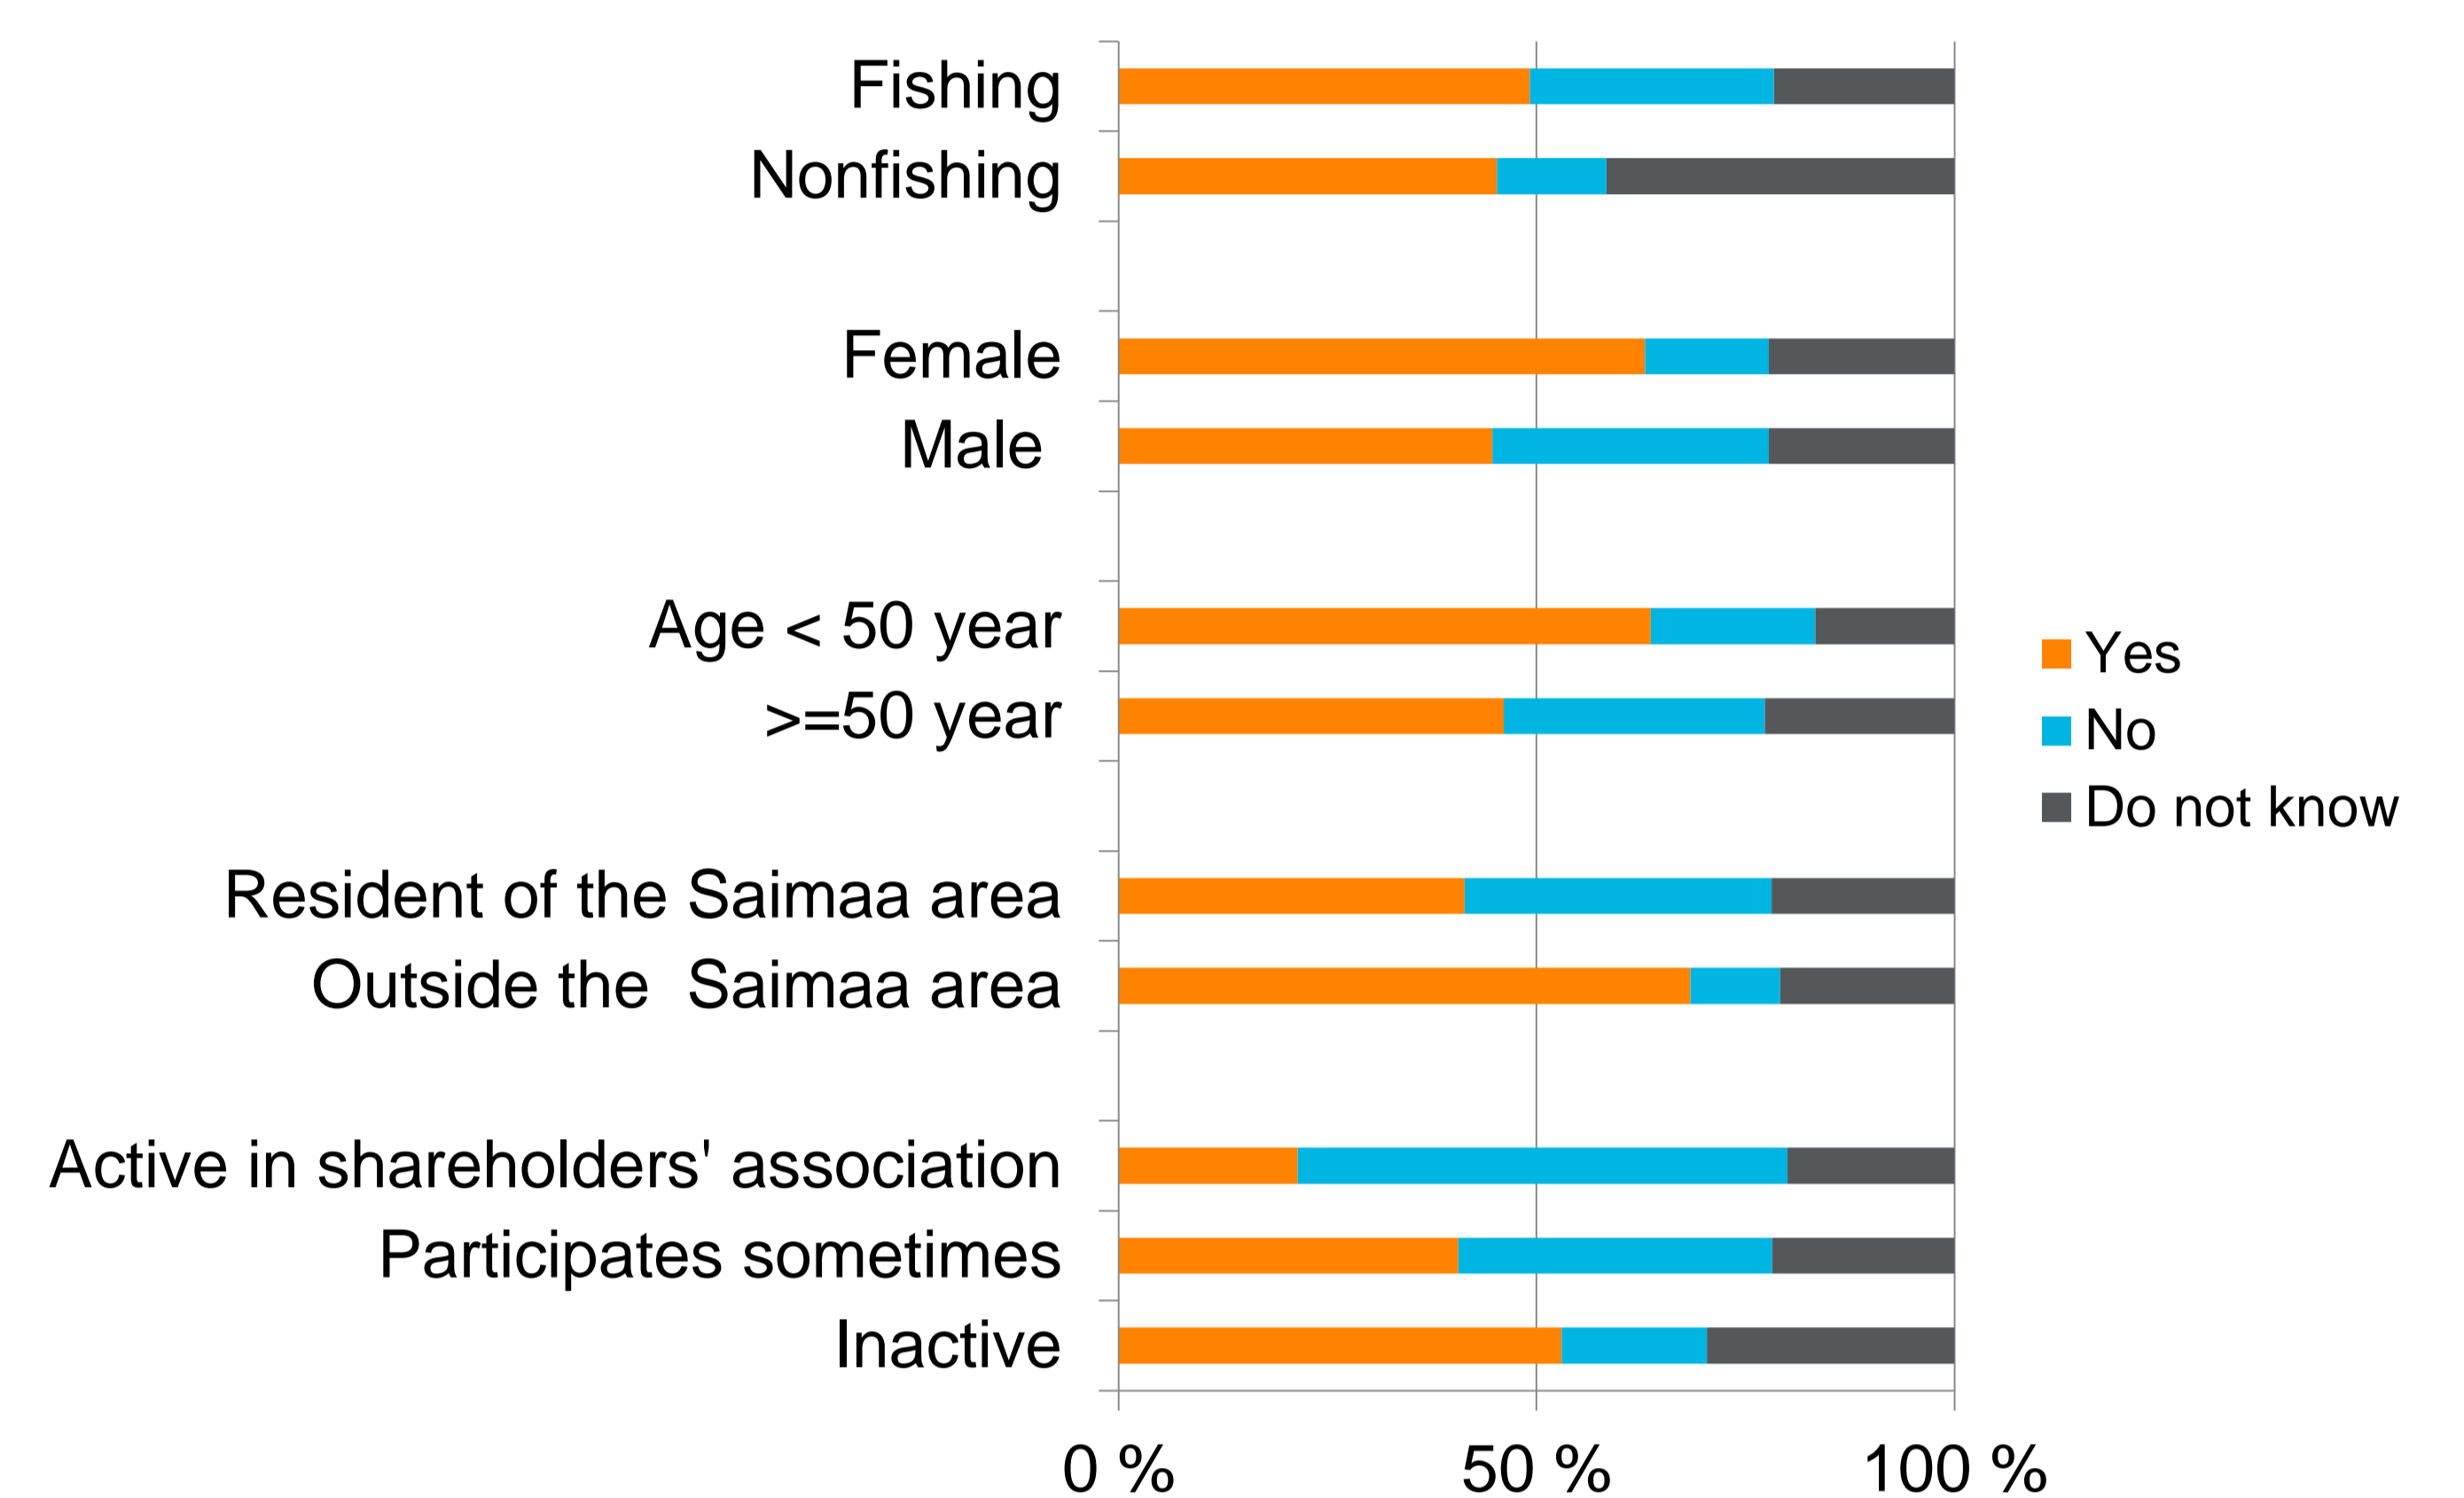 Fishing
Nonfishing
Female
Male
Age < 50 year
>=50 year
Resident of the Saimaa area
Outside the  Saimaa area
Active in shareholders' association
Participates sometimes
Inactive
Yes
No
Do not know
0 %
50 %
100 %